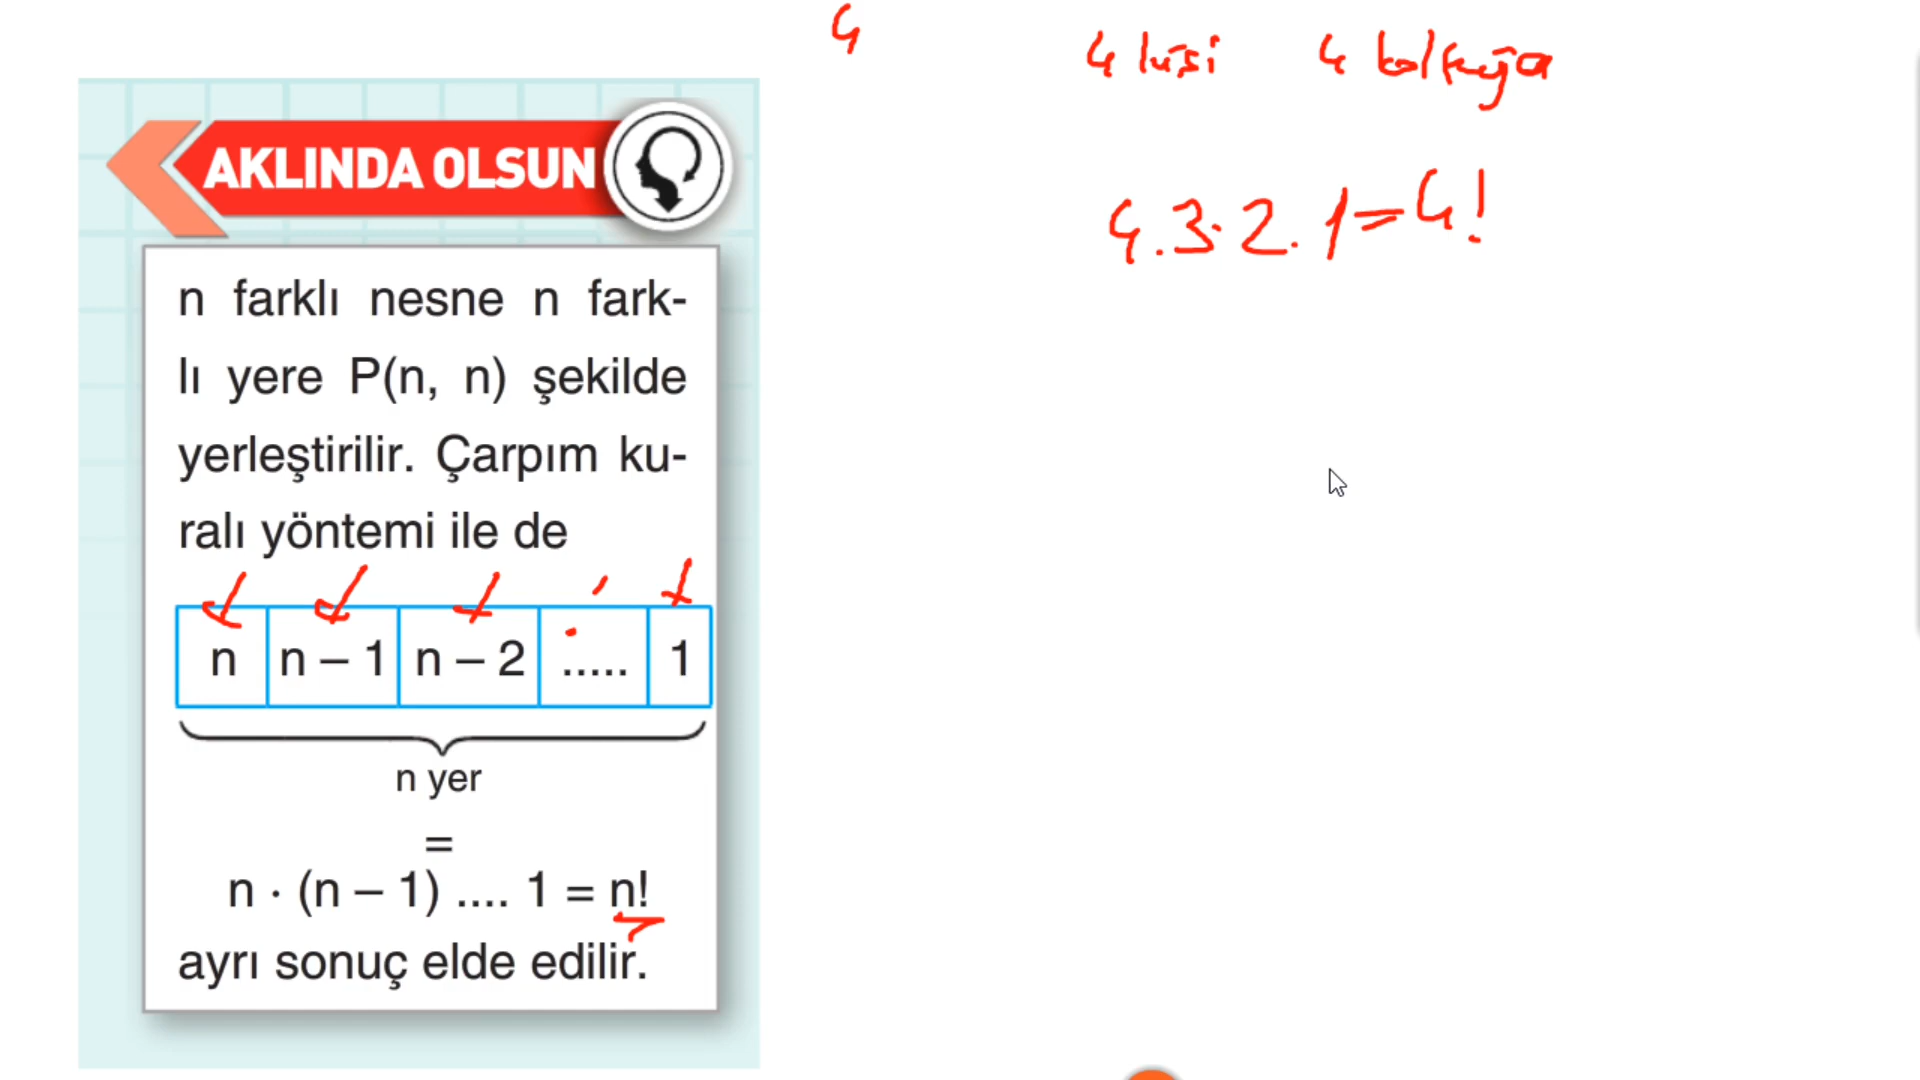 AKLINDA OLSUN
n farklı nesne n fark-
lı yere P(n, n) şekilde
yerleştirilir. Çarpım ku-
ralı yöntemi ile de
n n – 1 n – 2 ..... 1
n yer
=
n · (n – 1) .... 1 = n!
ayrı sonuç elde edilir.
4
4 kişi 4 koltuğa
4.3.2.1=4!